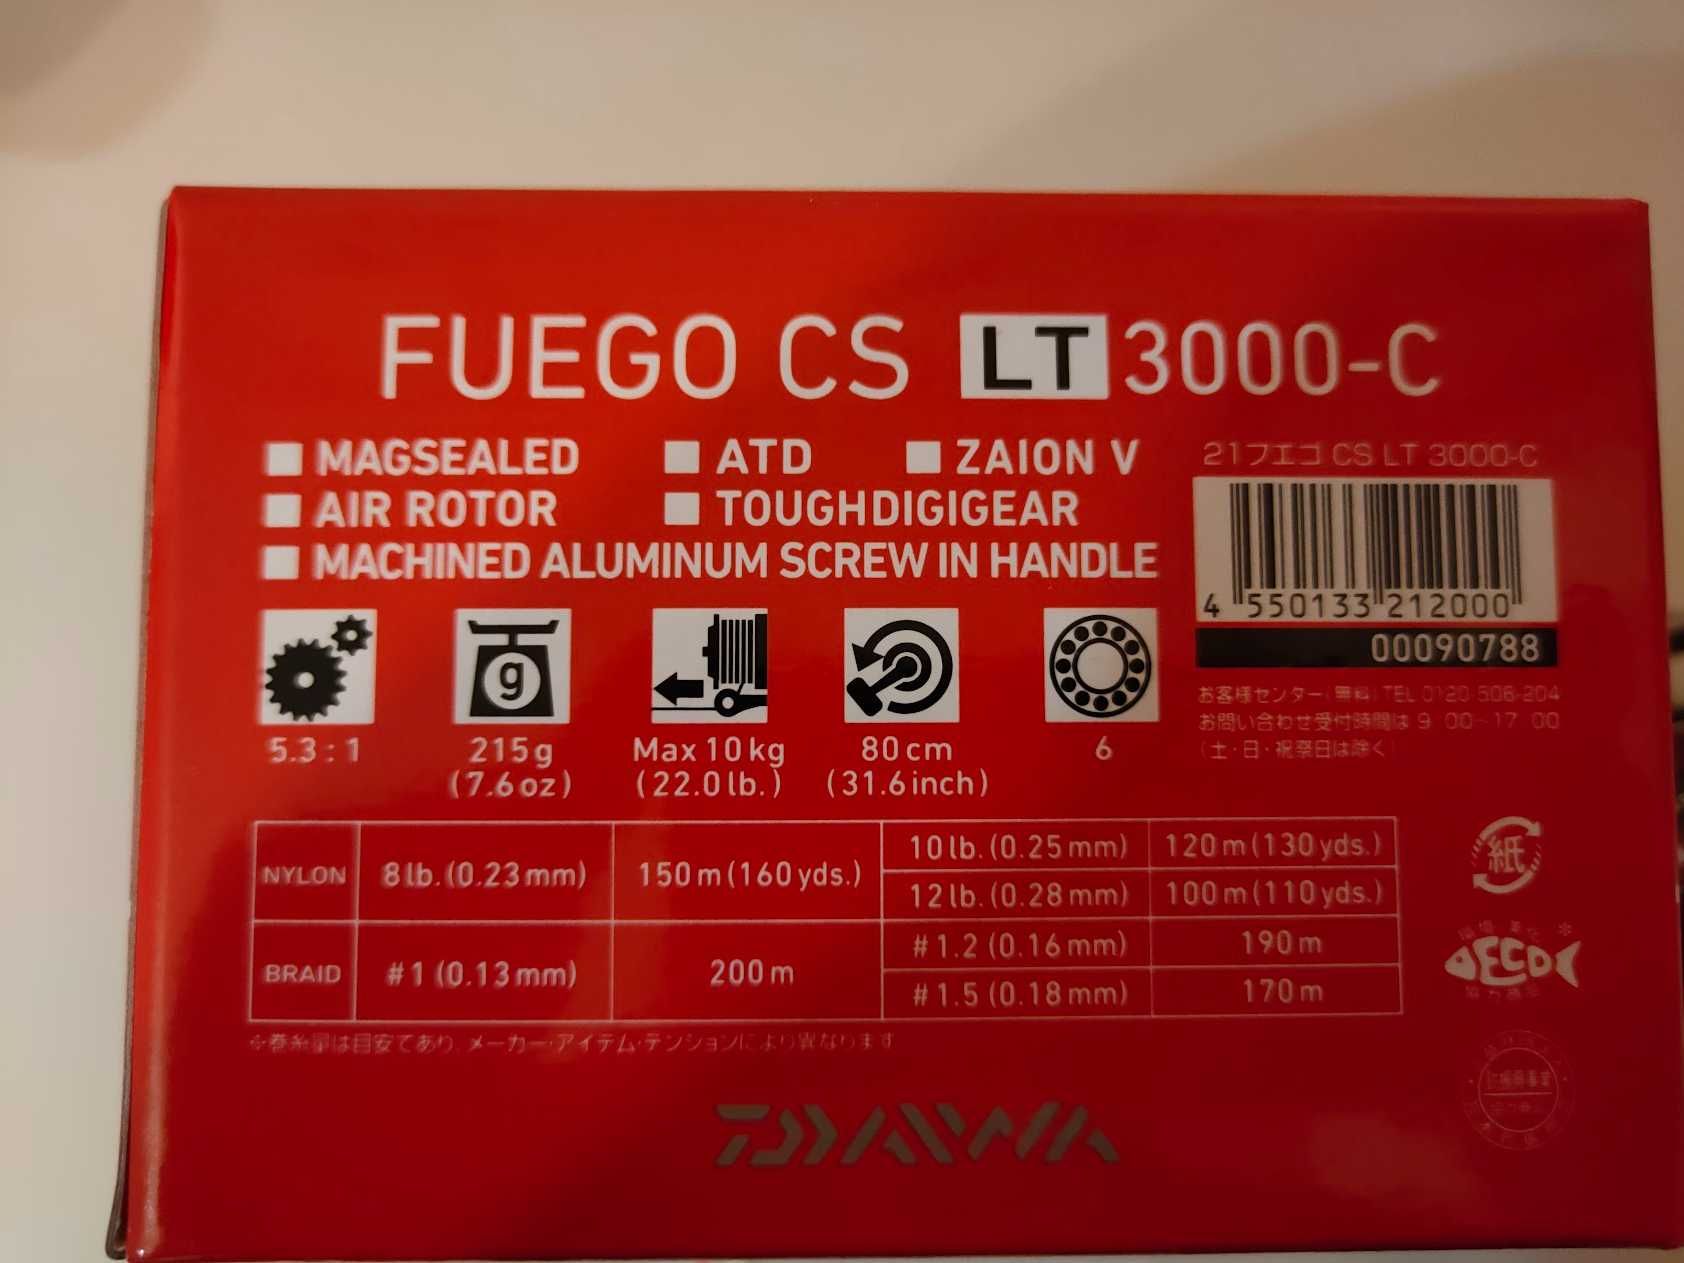 FUEGO CS LT 3000-C
MAGSEALED
ATD
ZAION V
AIR ROTOR
TOUGHDIGIGEAR
MACHINED ALUMINUM SCREW IN HANDLE
21フエゴ CS LT 3000-C
4 550133 212000
00090788
お客様センター(無料)TEL 0120-506-204
お問い合わせ受付時間は 9:00~17:00
(土・日・祝祭日は除く)
g
5.3:1
215g
(7.6oz)
Max 10kg
(22.0lb.)
80cm
(31.6inch)
6
NYLON 8lb.(0.23mm) 150m(160yds.)
10lb.(0.25mm) 120m(130yds.)
12lb.(0.28mm) 100m(110yds.)
BRAID #1(0.13mm) 200m
#1.2(0.16mm) 190m
#1.5(0.18mm) 170m
紙
ECO
※巻糸量は目安であり、メーカー・アイテム・テンションにより異なります
DAIWA